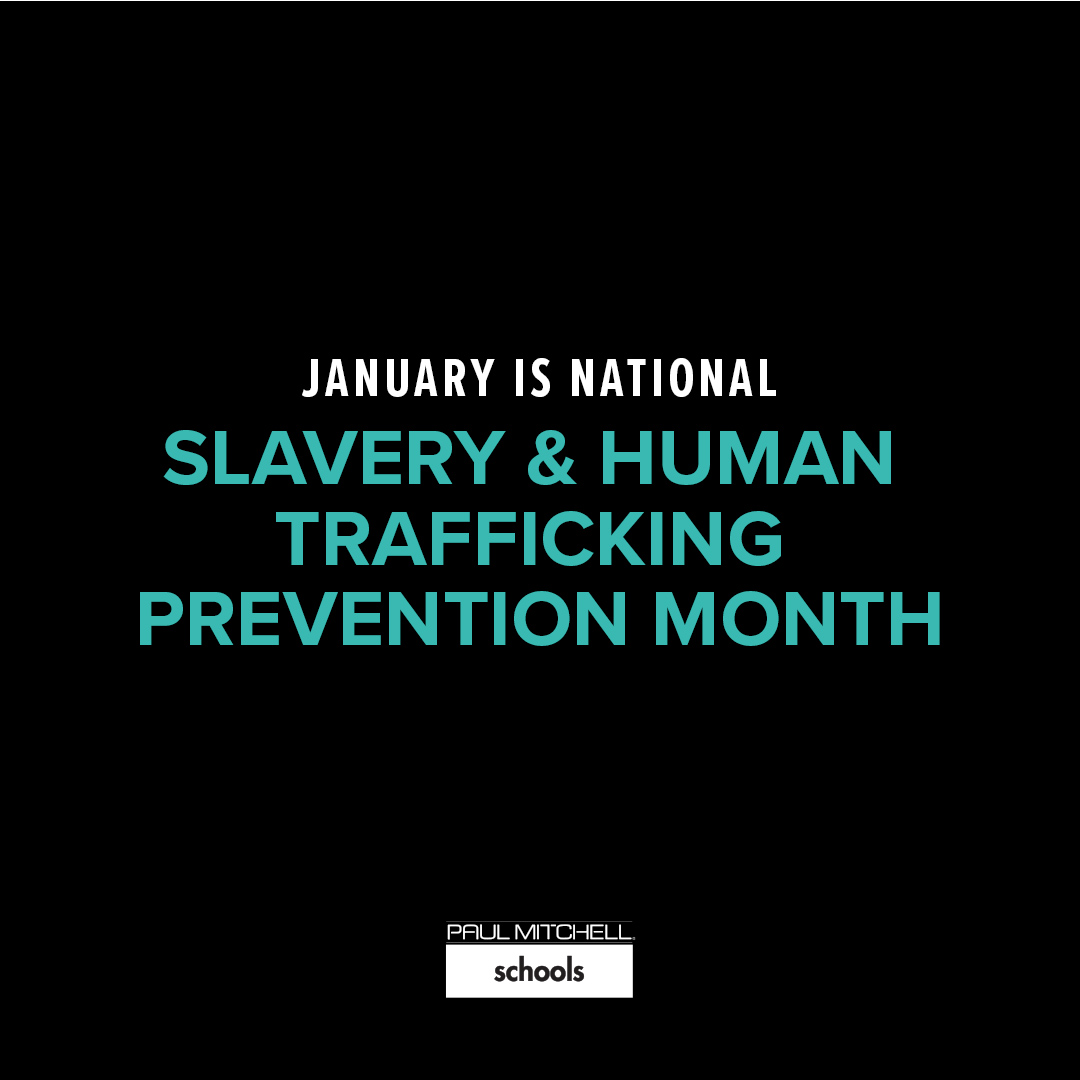 JANUARY IS NATIONAL
SLAVERY & HUMAN
TRAFFICKING
PREVENTION MONTH
PAUL MITCHELL®
schools